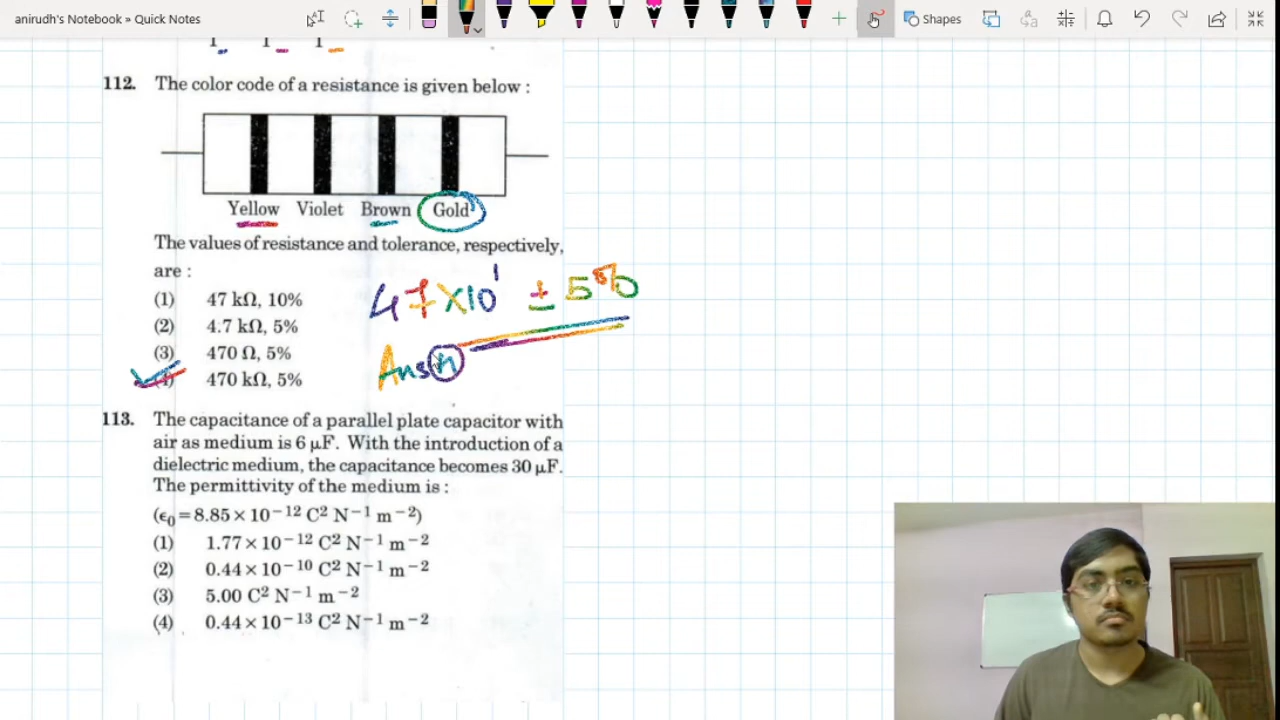 anirudh's Notebook » Quick Notes
Shapes
1 1 1
112. The color code of a resistance is given below :
Yellow Violet Brown Gold
The values of resistance and tolerance, respectively,
are :
(1) 47 kΩ, 10%
(2) 4.7 kΩ, 5%
(3) 470 Ω, 5%
(4) 470 kΩ, 5%
47×10¹ ± 5%
Ans
113. The capacitance of a parallel plate capacitor with
air as medium is 6 μF. With the introduction of a
dielectric medium, the capacitance becomes 30 μF.
The permittivity of the medium is :
(ϵ₀ = 8.85 × 10⁻¹² C² N⁻¹ m⁻²)
(1) 1.77 × 10⁻¹² C² N⁻¹ m⁻²
(2) 0.44 × 10⁻¹⁰ C² N⁻¹ m⁻²
(3) 5.00 C² N⁻¹ m⁻²
(4) 0.44 × 10⁻¹³ C² N⁻¹ m⁻²